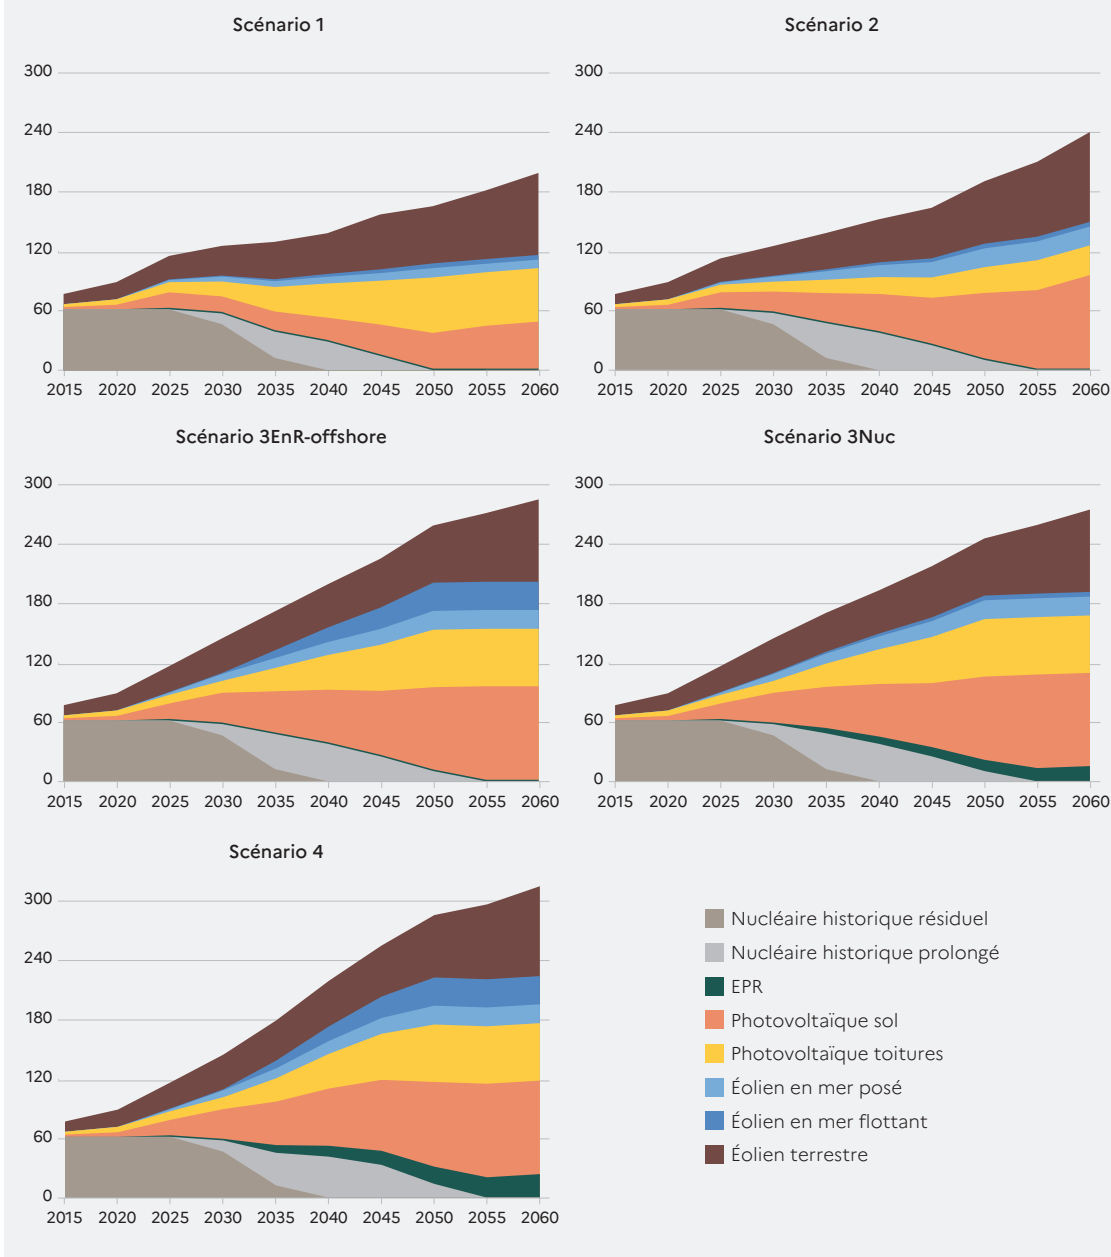 Scénario 1
300
240
180
120
60
0
2015 2020 2025 2030 2035 2040 2045 2050 2055 2060
Scénario 2
300
240
180
120
60
0
2015 2020 2025 2030 2035 2040 2045 2050 2055 2060
Scénario 3EnR-offshore
300
240
180
120
60
0
2015 2020 2025 2030 2035 2040 2045 2050 2055 2060
Scénario 3Nuc
300
240
180
120
60
0
2015 2020 2025 2030 2035 2040 2045 2050 2055 2060
Scénario 4
300
240
180
120
60
0
2015 2020 2025 2030 2035 2040 2045 2050 2055 2060
Nucléaire historique résiduel
Nucléaire historique prolongé
EPR
Photovoltaïque sol
Photovoltaïque toitures
Éolien en mer posé
Éolien en mer flottant
Éolien terrestre